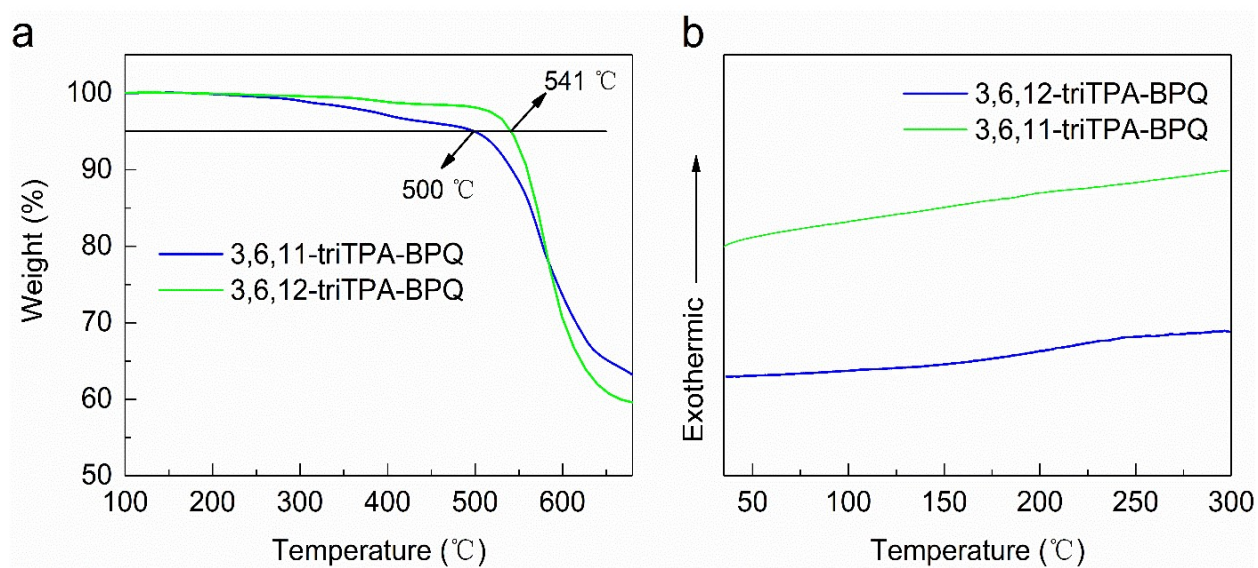 a
100
90
80
70
60
50
Weight (%)
541 ℃
500 ℃
3,6,11-triTPA-BPQ
3,6,12-triTPA-BPQ
100 200 300 400 500 600
Temperature (℃)
b
3,6,12-triTPA-BPQ
3,6,11-triTPA-BPQ
Exothermic
50 100 150 200 250 300
Temperature (℃)